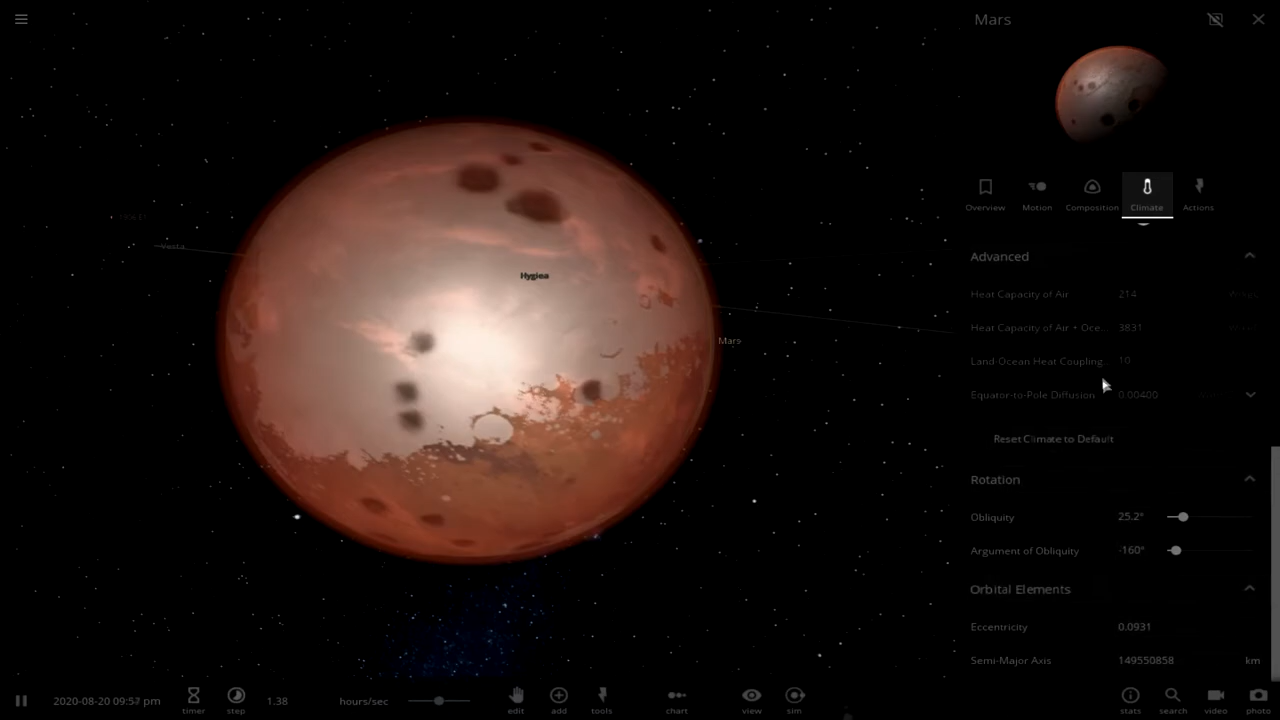 Mars
Overview Motion Composition Climate Actions
Advanced
Heat Capacity of Air 214
Heat Capacity of Air + Oce... 3831
Land-Ocean Heat Coupling... 10
Equator-to-Pole Diffusion 0.00400
Reset Climate to Default
Rotation
Obliquity 25.2°
Argument of Obliquity -160°
Orbital Elements
Eccentricity 0.0931
Semi-Major Axis 149550858 km
Vesta
Hygiea
Mars
2020-08-20 09:57 pm timer step 1.38 hours/sec edit add tools chart view sim stats search video photo